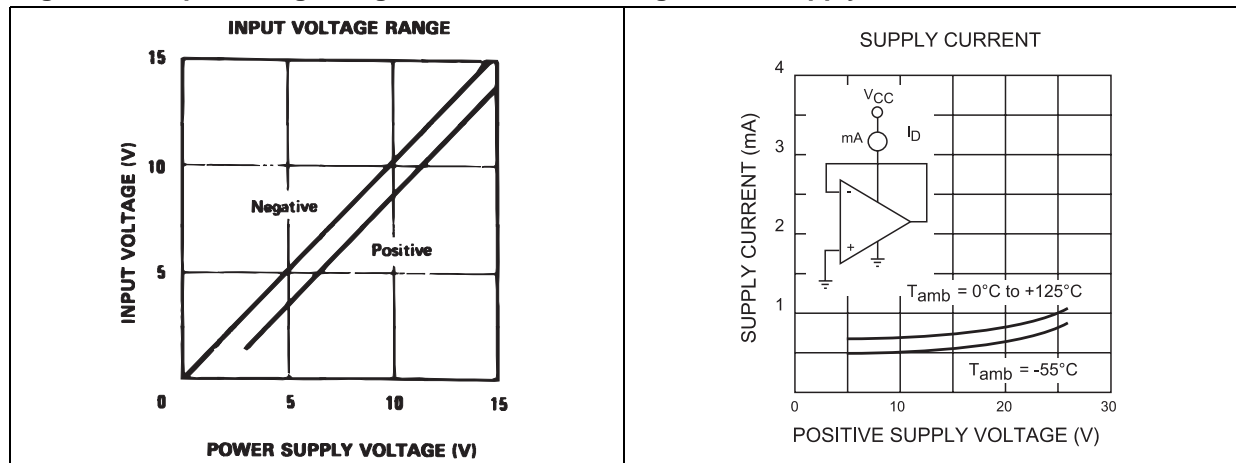 INPUT VOLTAGE RANGE
15
10
5
0
5
10
15
INPUT VOLTAGE (V)
Negative
Positive
POWER SUPPLY VOLTAGE (V)
SUPPLY CURRENT
4
3
2
1
0
10
20
30
SUPPLY CURRENT (mA)
VCC
mA
ID
-
+
Tamb = 0°C to +125°C
Tamb = -55°C
POSITIVE SUPPLY VOLTAGE (V)